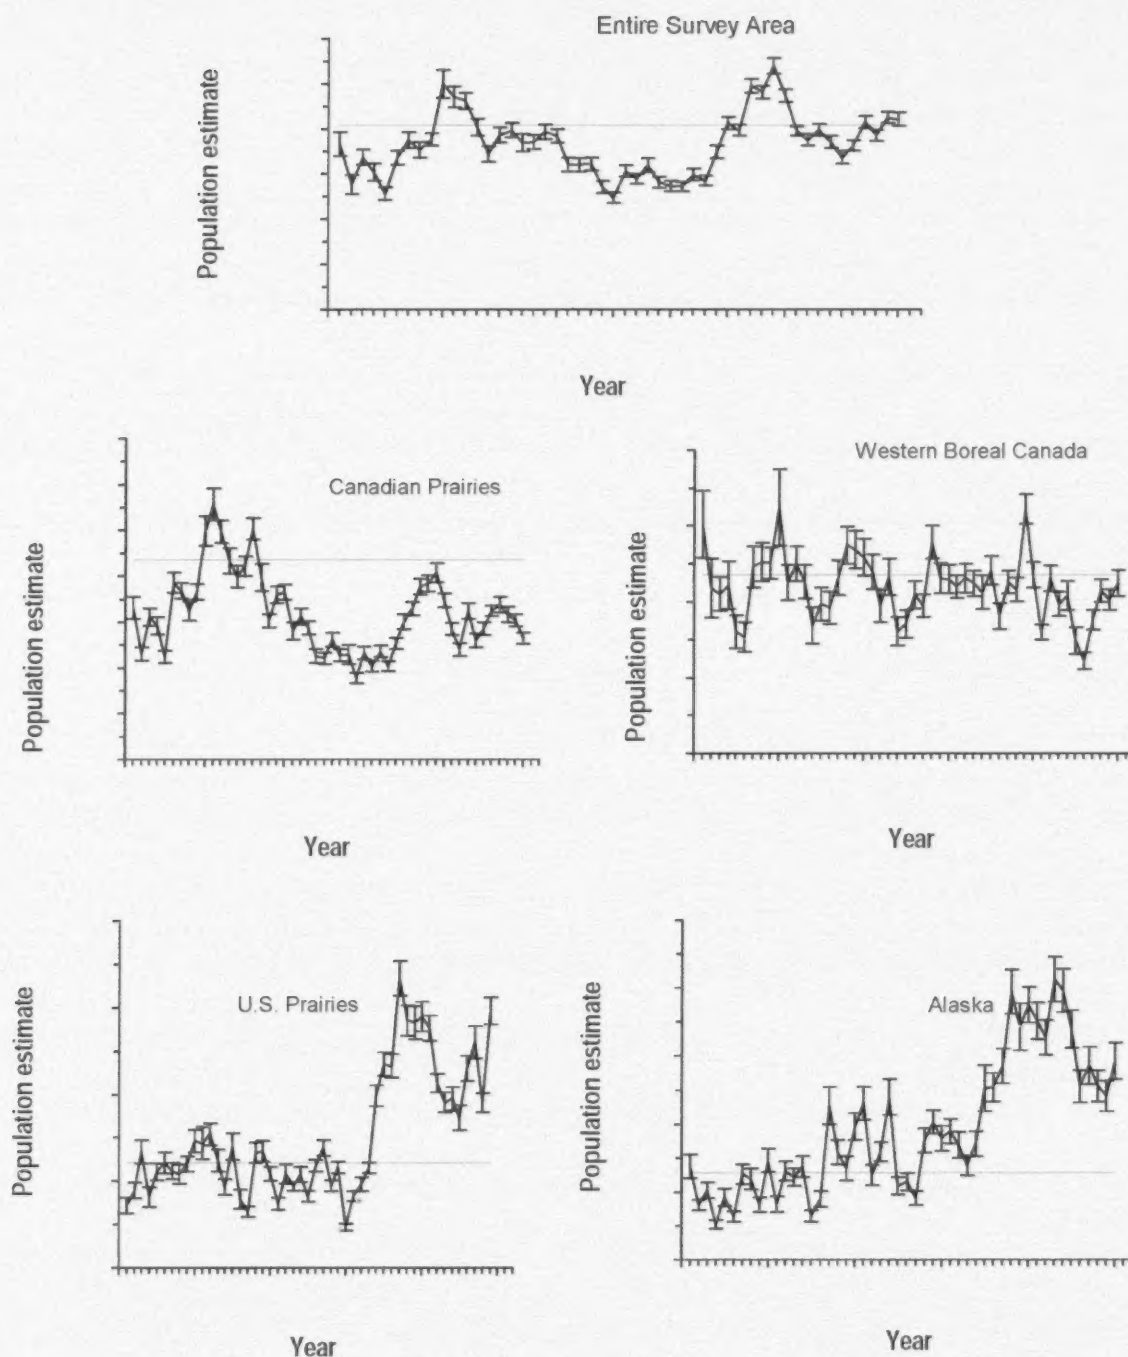 Entire Survey Area
Population estimate
Year
Canadian Prairies
Population estimate
Year
Western Boreal Canada
Population estimate
Year
U.S. Prairies
Population estimate
Year
Alaska
Population estimate
Year